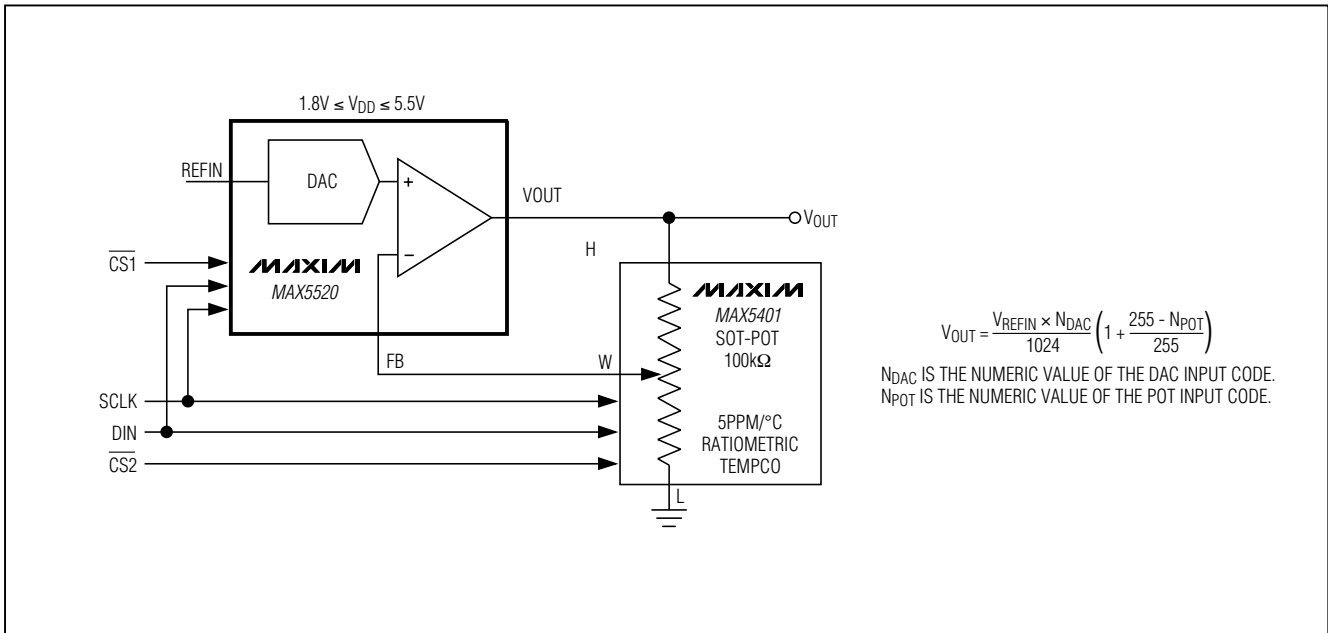 1.8V ≤ VDD ≤ 5.5V
REFIN
DAC
+
VOUT
VOUT
−
H
CS1
MAXIM
MAX5520
MAXIM
MAX5401
SOT-POT
100kΩ
VOUT = VREFIN × NDAC / 1024 (1 + 255 - NPOT / 255)
FB
W
NDAC IS THE NUMERIC VALUE OF THE DAC INPUT CODE.
NPOT IS THE NUMERIC VALUE OF THE POT INPUT CODE.
SCLK
DIN
CS2
5PPM/°C
RATIOMETRIC
TEMPCO
L